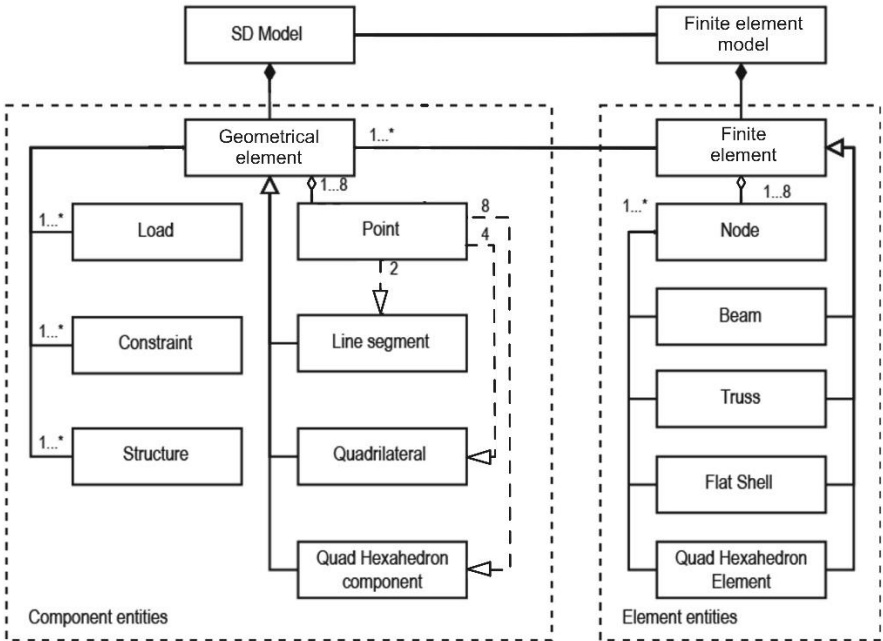 SD Model
Finite element
model
Geometrical
element
1...*
Finite
element
1...8
1...8
1...*
Load
1...*
Point
8
4
2
1...*
Node
Beam
1...*
Constraint
Line segment
Truss
1...*
Structure
Quadrilateral
Flat Shell
Quad Hexahedron
component
Quad Hexahedron
Element
Component entities
Element entities